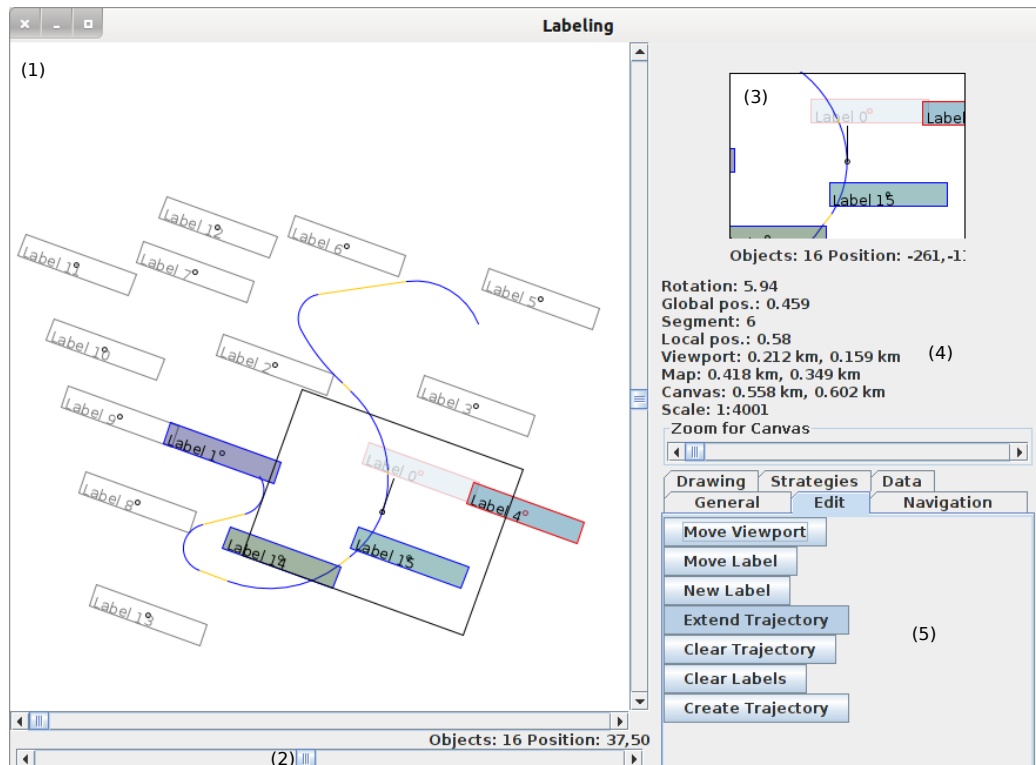 Labeling
(1)
Label 12
Label 6
Label 11
Label 7
Label 5
Label 10
Label 2
Label 3
Label 9
Label 1
Label 0
Label 8
Label 4
Label 14
Label 15
Label 13
Objects: 16 Position: 37,50
(2)
(3)
Label 0
Label
Label 15
Objects: 16 Position: -261,-1
Rotation: 5.94
Global pos.: 0.459
Segment: 6
Local pos.: 0.58
Viewport: 0.212 km, 0.159 km
(4)
Map: 0.418 km, 0.349 km
Canvas: 0.558 km, 0.602 km
Scale: 1:4001
Zoom for Canvas
Drawing Strategies Data
General Edit Navigation
Move Viewport
Move Label
New Label
Extend Trajectory
(5)
Clear Trajectory
Clear Labels
Create Trajectory